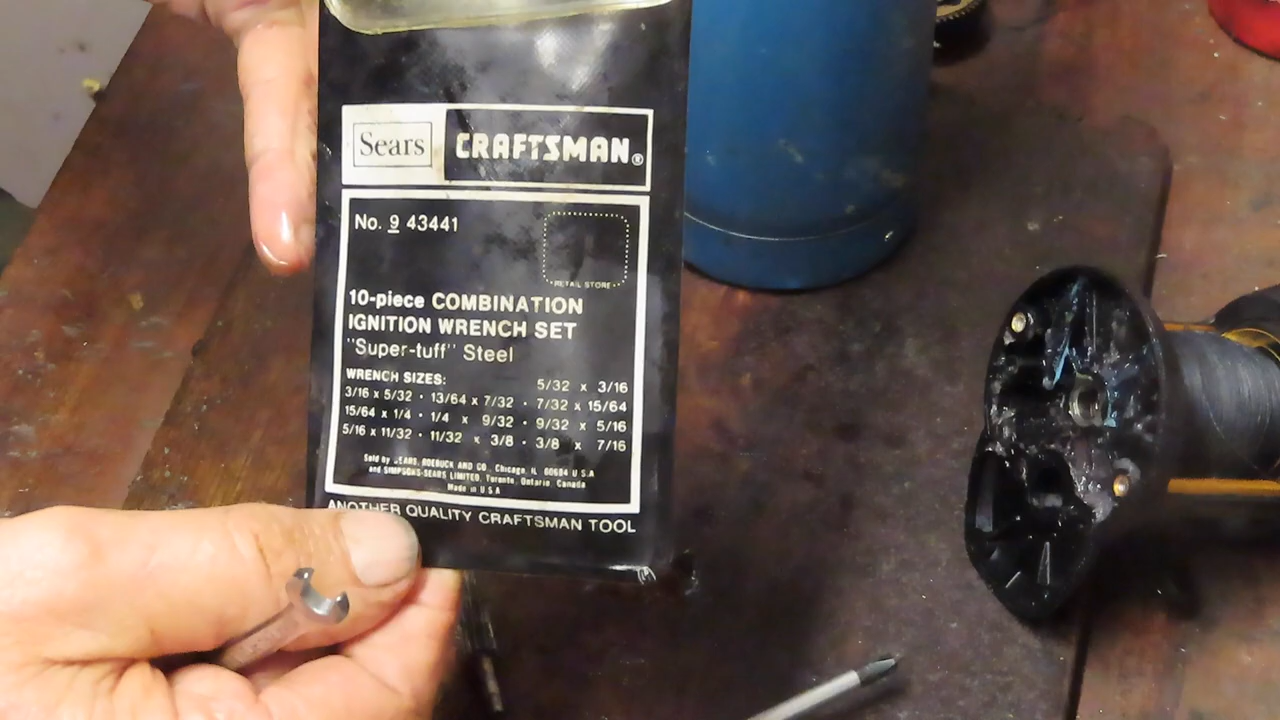 Sears CRAFTSMAN®
No. 9 43441
RETAIL STORE
10-piece COMBINATION
IGNITION WRENCH SET
"Super-tuff" Steel
WRENCH SIZES: 5/32 x 3/16
3/16 x 5/32 · 13/64 x 7/32 · 7/32 x 15/64
15/64 x 1/4 · 1/4 x 9/32 · 9/32 x 5/16
5/16 x 11/32 · 11/32 x 3/8 · 3/8 x 7/16
Sold by SEARS, ROEBUCK AND CO., Chicago, IL 60684 U.S.A
and SIMPSONS-SEARS LIMITED, Toronto, Ontario, Canada
Made in U.S.A
ANOTHER QUALITY CRAFTSMAN TOOL